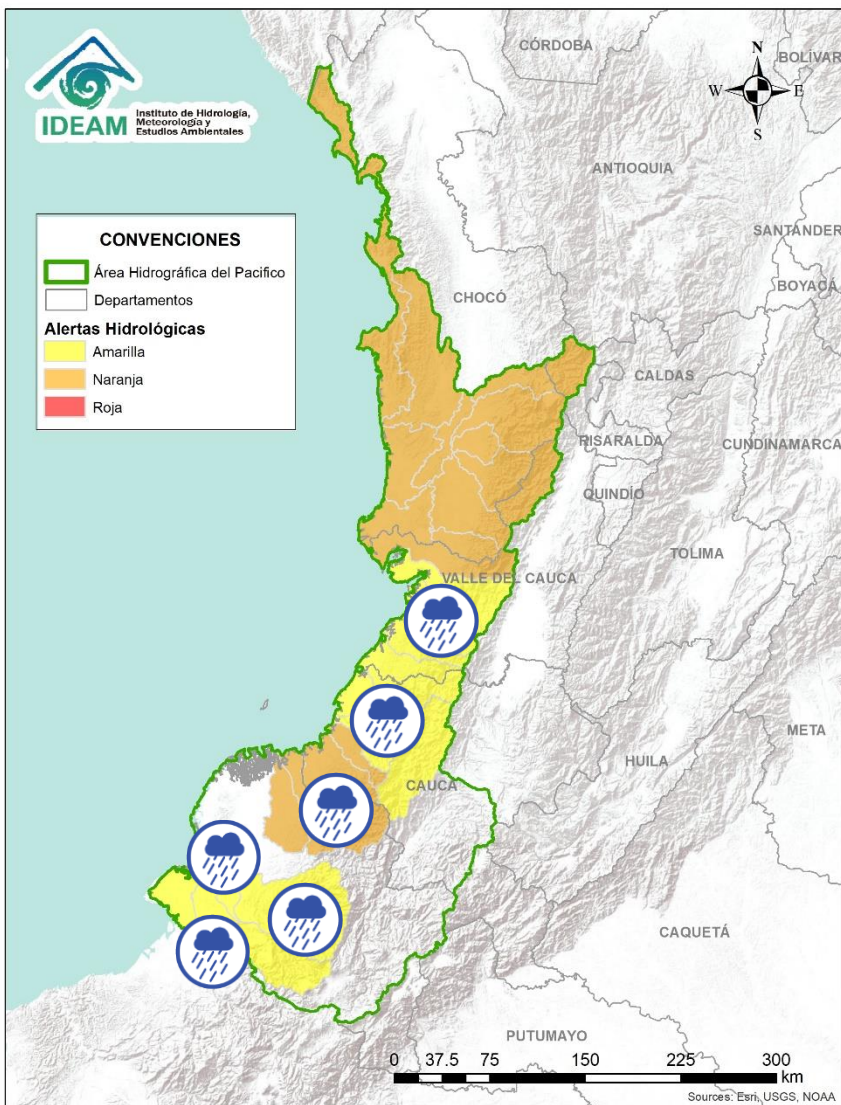 IDEAM
Instituto de Hidrología,
Meteorología y
Estudios Ambientales
CÓRDOBA
BOLÍVAR
N
W
E
S
ANTIOQUIA
SANTANDER
BOYACÁ
CONVENCIONES
Área Hidrográfica del Pacifico
Departamentos
Alertas Hidrológicas
Amarilla
Naranja
Roja
CHOCÓ
CALDAS
RISARALDA
CUNDINAMARCA
QUINDÍO
TOLIMA
VALLE DEL CAUCA
META
HUILA
CAUCA
CAQUETÁ
PUTUMAYO
0 37.5 75 150 225 300
km
Sources: Esri, USGS, NOAA